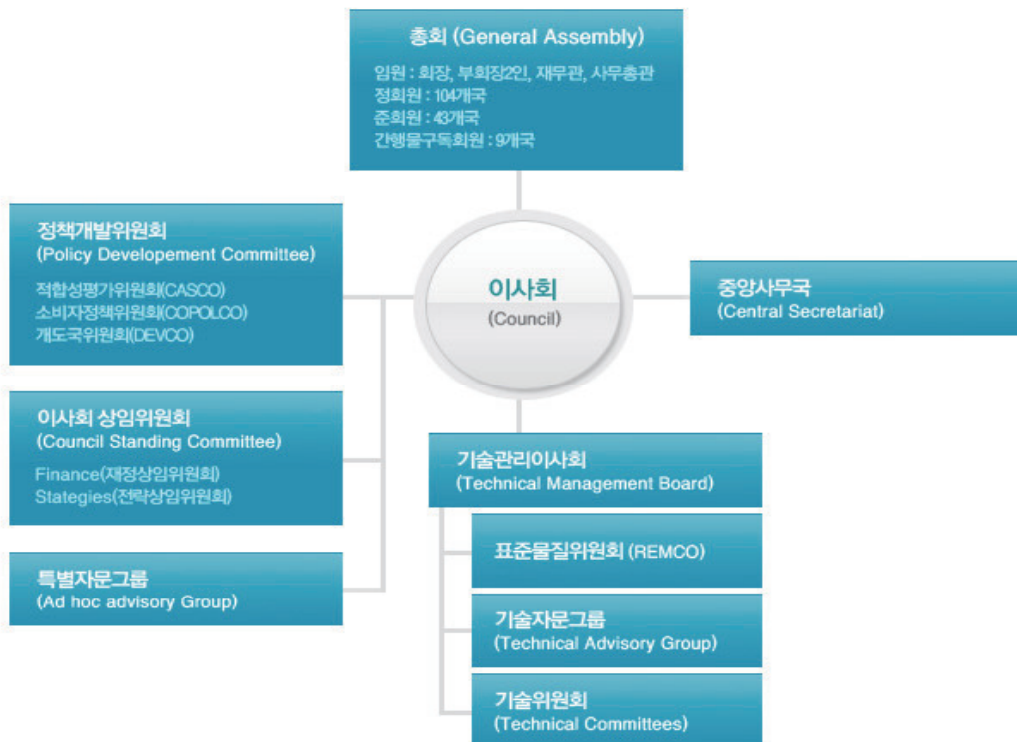 총회 (General Assembly)
임원 : 회장, 부회장2인, 재무관, 사무총관
정회원 : 104개국
준회원 : 43개국
간행물구독회원 : 9개국
정책개발위원회
(Policy Developement Committee)
적합성평가위원회(CASCO)
소비자정책위원회(COPOLCO)
개도국위원회(DEVCO)
이사회
(Council)
중앙사무국
(Central Secretariat)
이사회 상임위원회
(Council Standing Committee)
Finance(재정상임위원회)
Stategies(전략상임위원회)
특별자문그룹
(Ad hoc advisory Group)
기술관리이사회
(Technical Management Board)
표준물질위원회 (REMCO)
기술자문그룹
(Technical Advisory Group)
기술위원회
(Technical Committees)